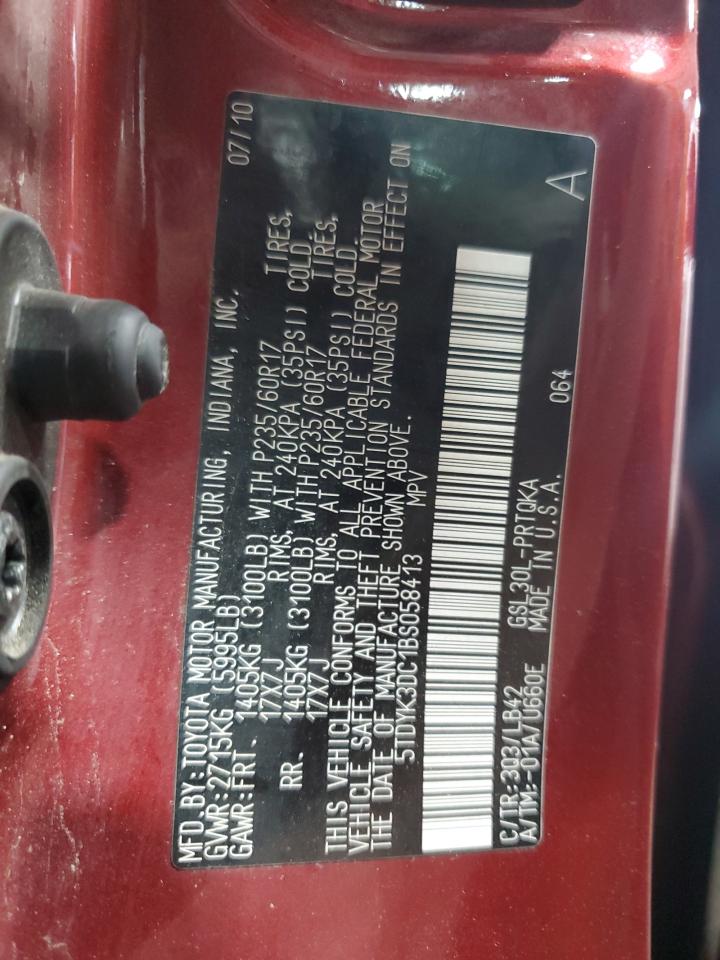 MFD.BY:TOYOTA MOTOR MANUFACTURING, INDIANA, INC. 07/10
GVWR:2715KG (5995LB)
GAWR:FRT. 1405KG (3100LB) WITH P235/60R17 TIRES,
17X7J RIMS, AT 240KPA (35PSI) COLD.
RR. 1405KG (3100LB) WITH P235/60R17 TIRES,
17X7J RIMS, AT 240KPA (35PSI) COLD.
THIS VEHICLE CONFORMS TO ALL APPLICABLE FEDERAL MOTOR
VEHICLE SAFETY AND THEFT PREVENTION STANDARDS IN EFFECT ON
THE DATE OF MANUFACTURE SHOWN ABOVE.
5TDYK3DC1BS058413 MPV
C/TR:3Q3/LB42 GSL30L-PRTQKA 064 A
A/TM:-01A/U660E MADE IN U.S.A.